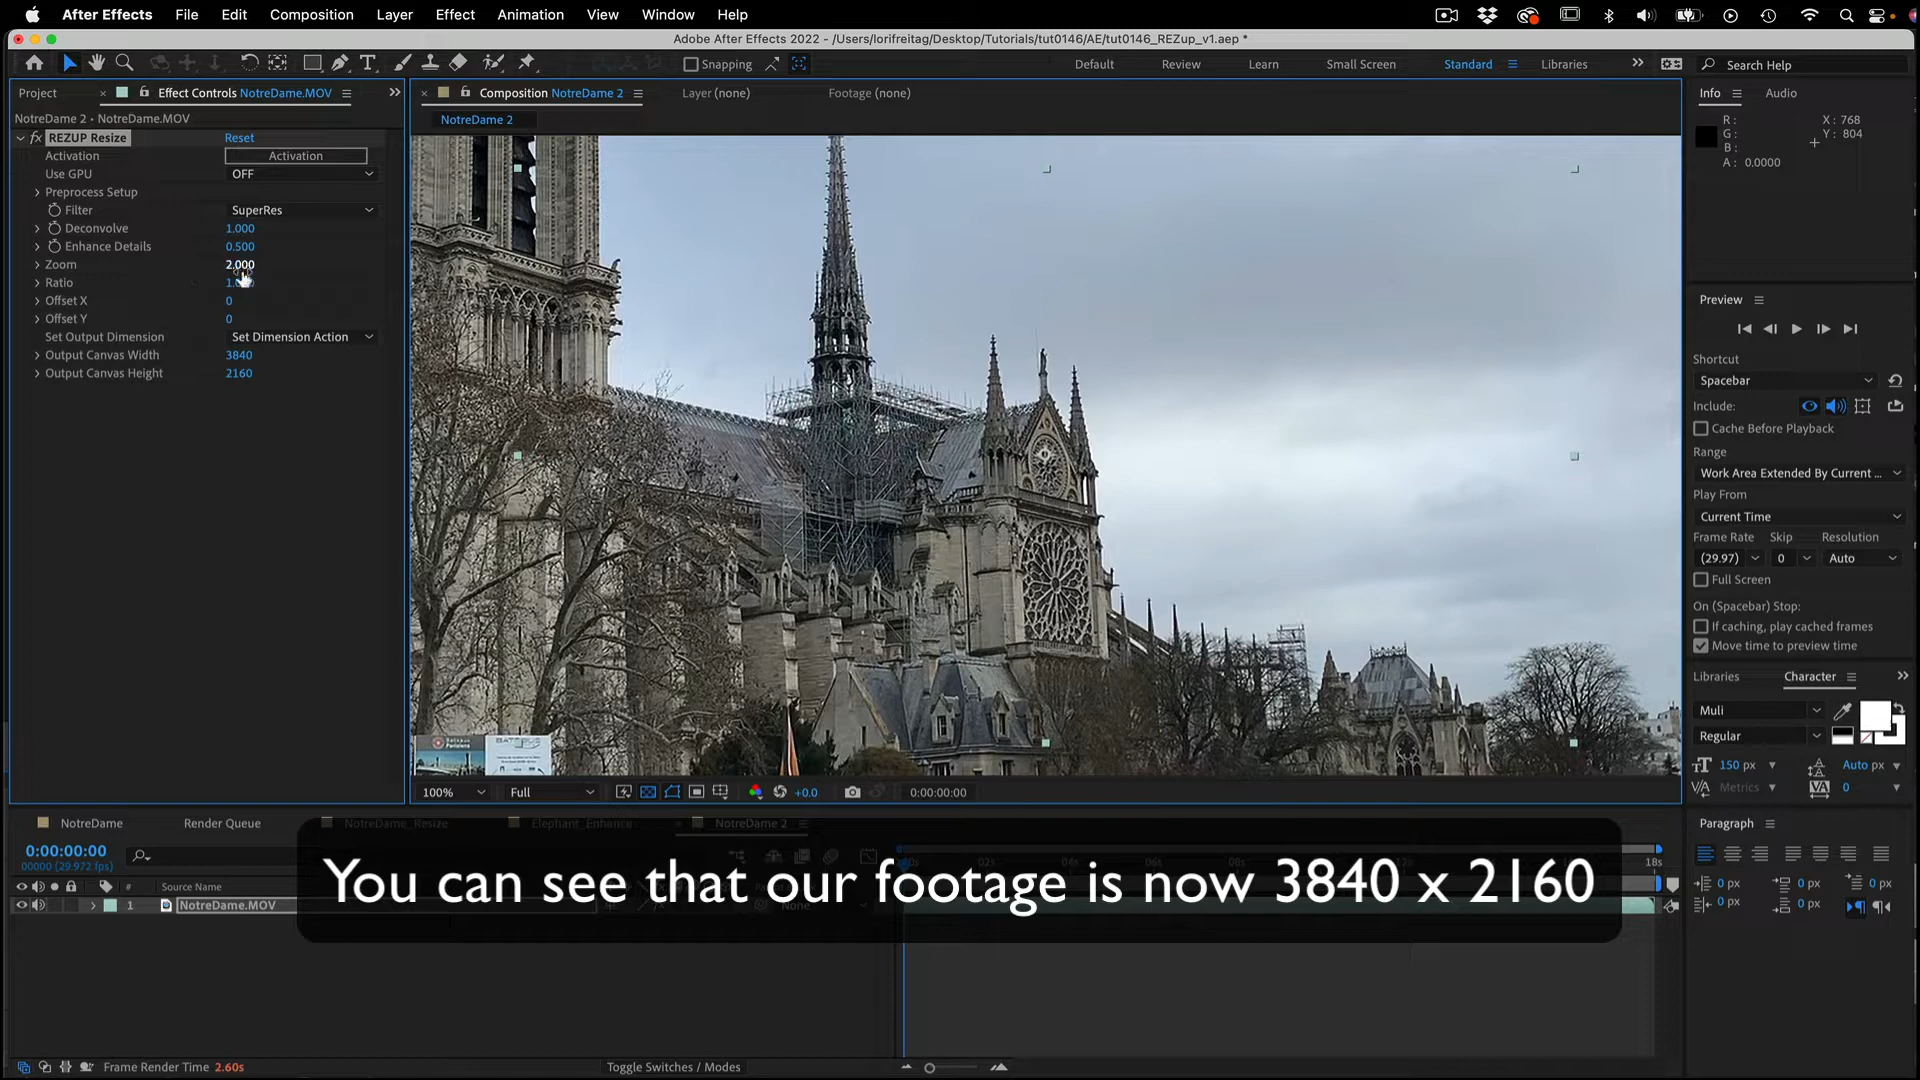 After Effects File Edit Composition Layer Effect Animation View Window Help
Adobe After Effects 2022 - /Users/lorifreitag/Desktop/Tutorials/tut0146/AE/tut0146_REZup_v1.aep *
Snapping Default Review Learn Small Screen Standard Libraries Search Help
Project Effect Controls NotreDame.MOV
NotreDame 2 • NotreDame.MOV
fx REZUP Resize Reset
Activation Activation
Use GPU OFF
Preprocess Setup
Filter SuperRes
Deconvolve 1.000
Enhance Details 0.500
Zoom 2.000
Ratio
Offset X 0
Offset Y 0
Set Output Dimension Set Dimension Action
Output Canvas Width 3840
Output Canvas Height 2160
Composition NotreDame 2 Layer (none) Footage (none)
NotreDame 2
100% Full +0.0 0:00:00:00
Info Audio
R: X: 768
G: Y: 804
B:
A: 0.0000
Preview
Shortcut
Spacebar
Include:
Cache Before Playback
Range
Work Area Extended By Current ...
Play From
Current Time
Frame Rate Skip Resolution
(29.97) 0 Auto
Full Screen
On (Spacebar) Stop:
If caching, play cached frames
Move time to preview time
Libraries Character
Muli
Regular
150 px Auto px
Metrics 0
Paragraph
0 px 0 px 0 px
0 px 0 px
NotreDame Render Queue NotreDame_Resize Elephant_Enhance NotreDame 2
0:00:00:00
00000 (29.972 fps)
02s 04s 06s 18s
# Source Name
1 NotreDame.MOV
You can see that our footage is now 3840 x 2160
Frame Render Time 2.60s Toggle Switches / Modes